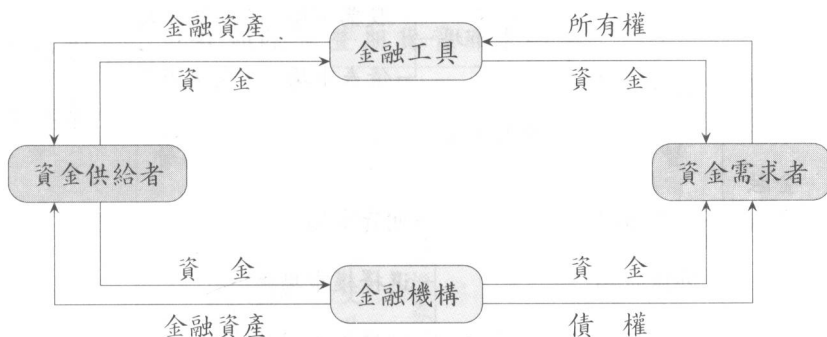 金融資產
所有權
金融工具
資金
資金
資金供給者
資金需求者
資金
資金
金融機構
金融資產
債權